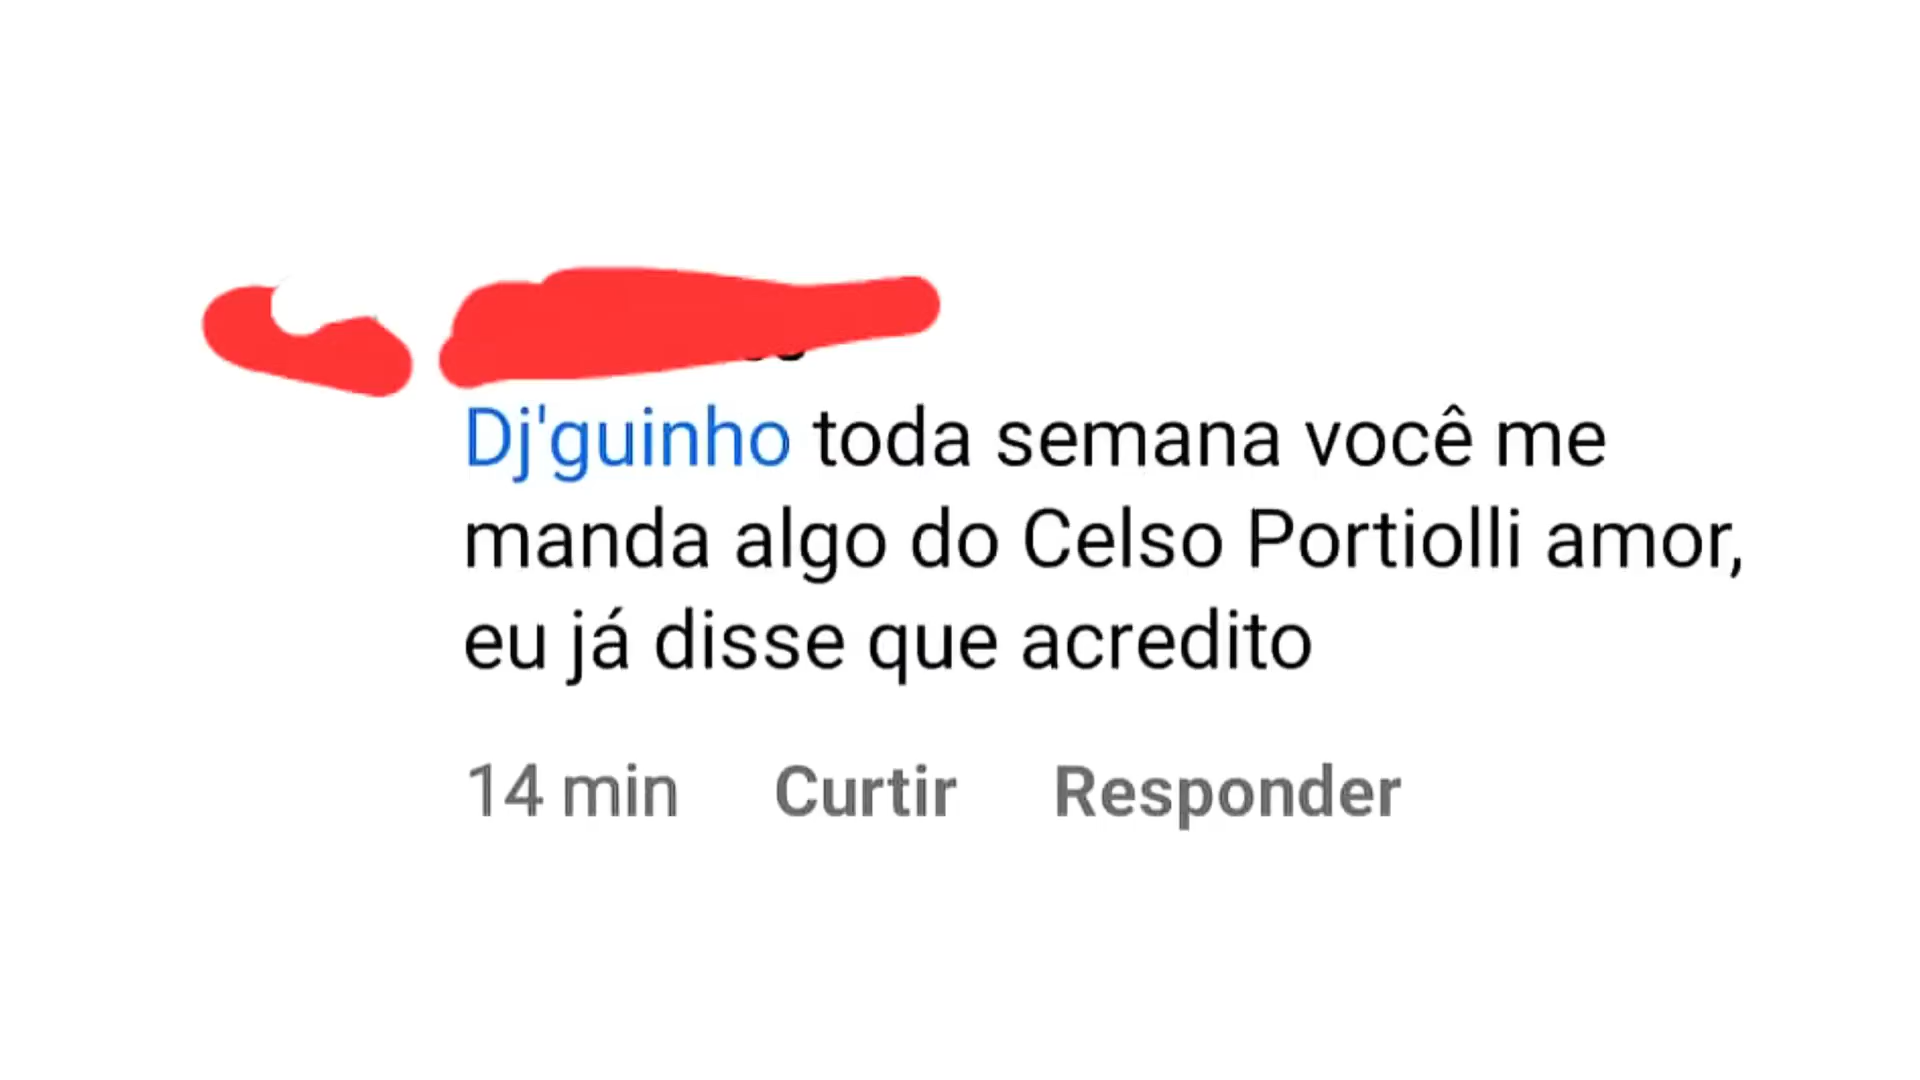 Dj'guinho toda semana você me
manda algo do Celso Portiolli amor,
eu já disse que acredito
14 min Curtir Responder